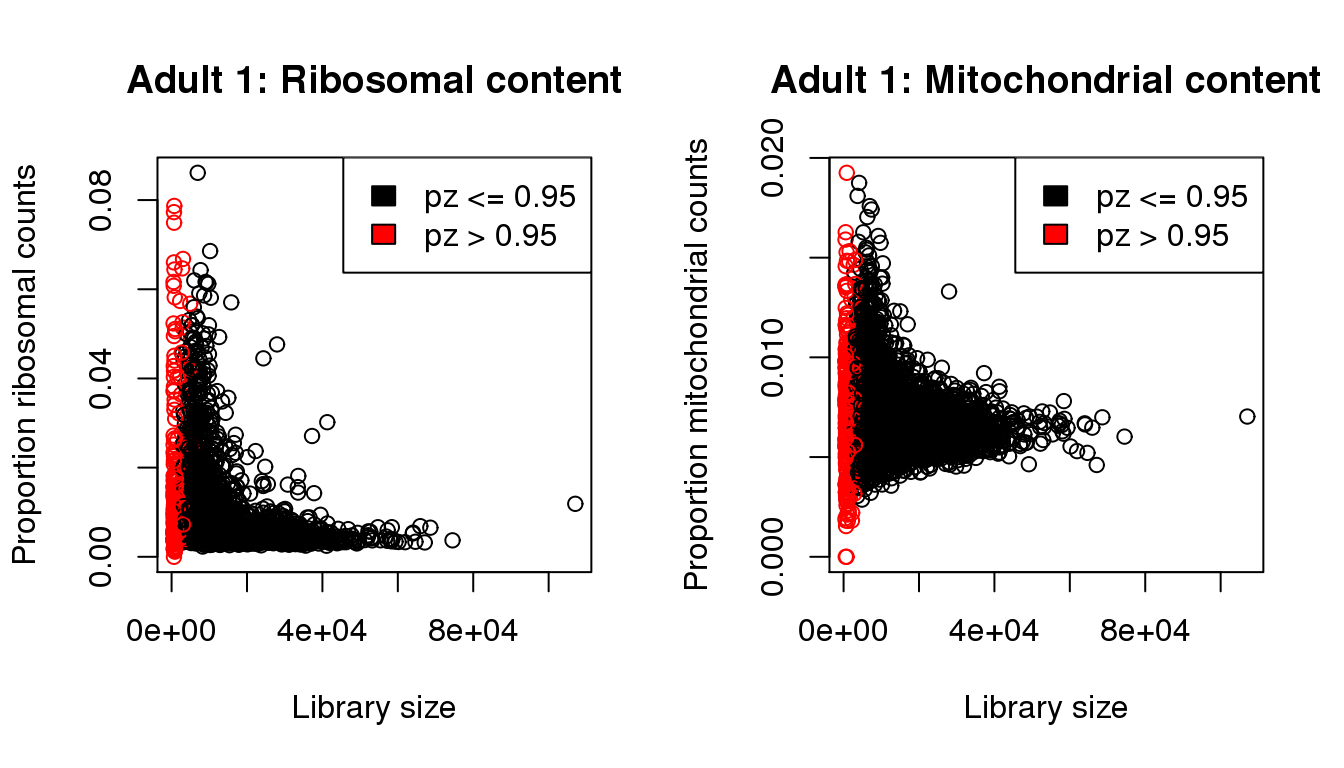 Adult 1: Ribosomal content
Proportion ribosomal counts
0.08
0.04
0.00
pz <= 0.95
pz > 0.95
0e+00 4e+04 8e+04
Library size
Adult 1: Mitochondrial content
Proportion mitochondrial counts
0.020
0.010
0.000
pz <= 0.95
pz > 0.95
0e+00 4e+04 8e+04
Library size